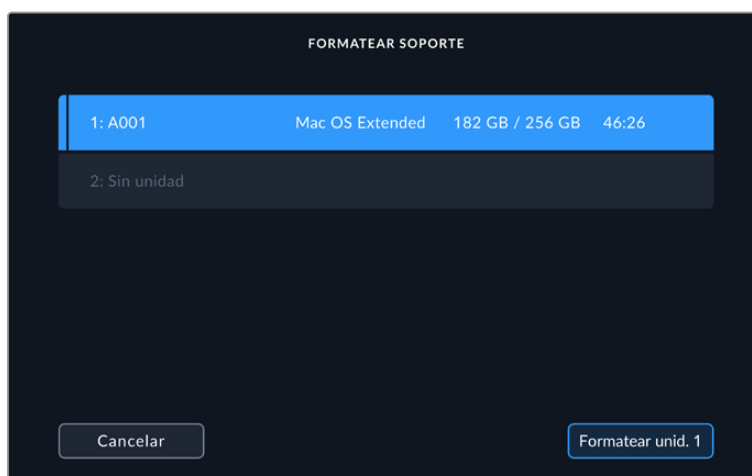 FORMATEAR SOPORTE
1: A001 Mac OS Extended 182 GB / 256 GB 46:26
2: Sin unidad
Cancelar Formatear unid. 1